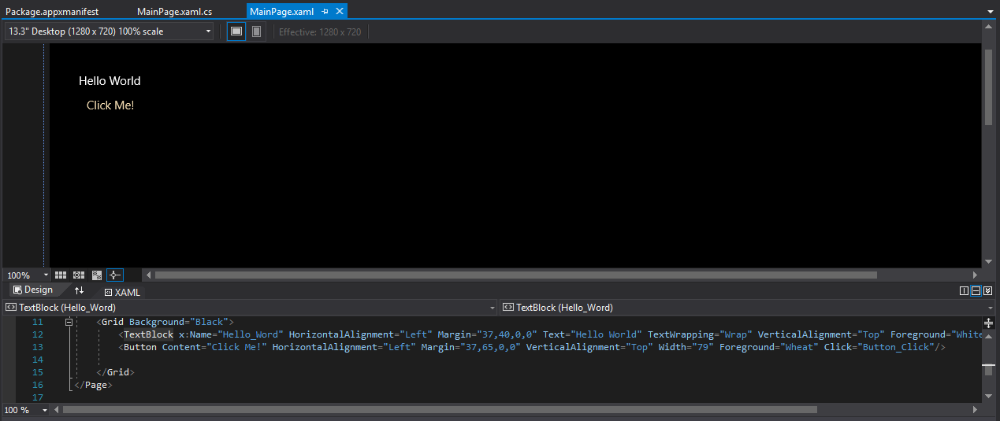 Package.appxmanifest MainPage.xaml.cs MainPage.xaml
13.3" Desktop (1280 x 720) 100% scale Effective: 1280 x 720
Hello World
Click Me!
100%
Design XAML
TextBlock (Hello_Word) TextBlock (Hello_Word)
11 <Grid Background="Black">
12 <TextBlock x:Name="Hello_Word" HorizontalAlignment="Left" Margin="37,40,0,0" Text="Hello World" TextWrapping="Wrap" VerticalAlignment="Top" Foreground="White
13 <Button Content="Click Me!" HorizontalAlignment="Left" Margin="37,65,0,0" VerticalAlignment="Top" Width="79" Foreground="Wheat" Click="Button_Click"/>
14
15 </Grid>
16 </Page>
17
100 %